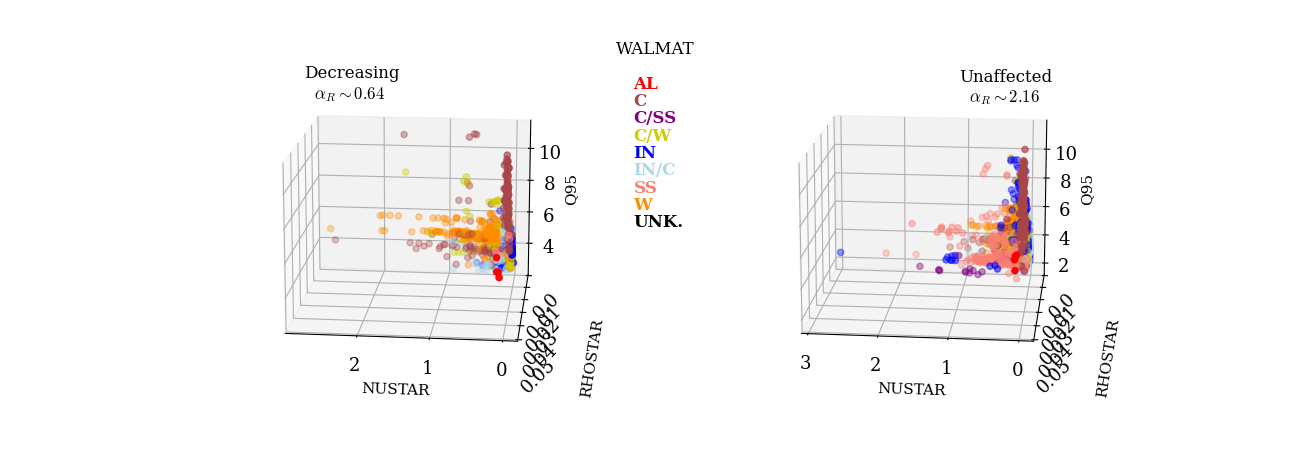 WALMAT
Decreasing
α_R ~ 0.64
AL
C
C/SS
C/W
IN
IN/C
SS
W
UNK.
Unaffected
α_R ~ 2.16
10
8
6
4
Q95
2
1
0
NUSTAR
RHOSTAR
10
8
6
4
2
Q95
3
2
1
0
NUSTAR
RHOSTAR